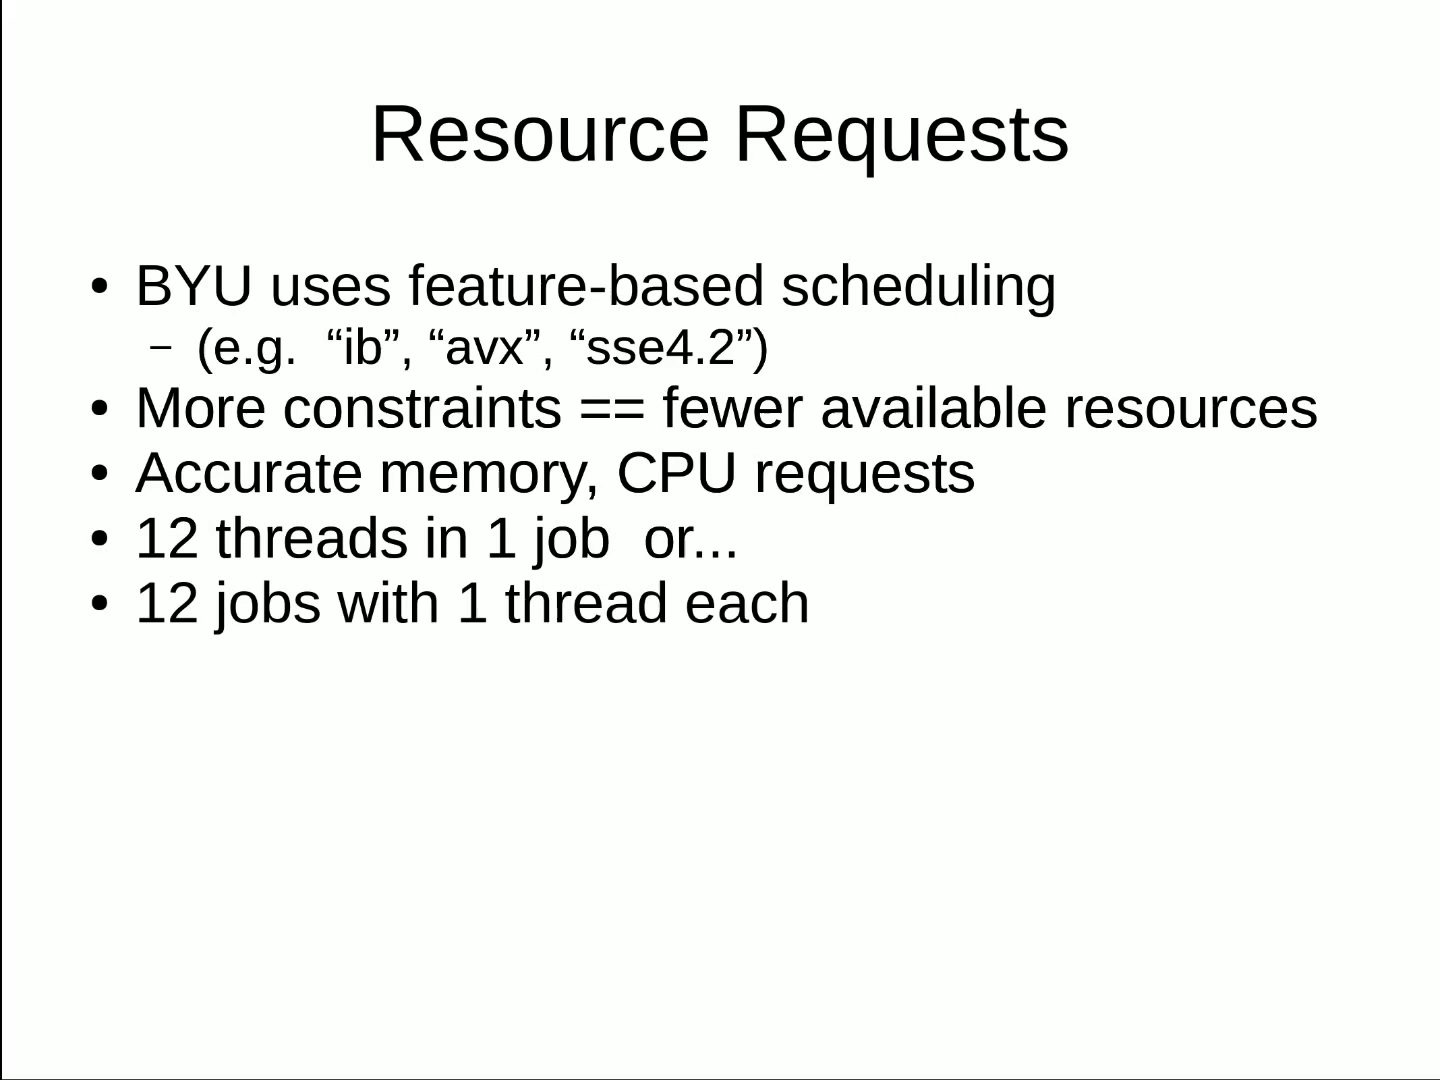 Resource Requests
• BYU uses feature-based scheduling
– (e.g.  “ib”, “avx”, “sse4.2”)
• More constraints == fewer available resources
• Accurate memory, CPU requests
• 12 threads in 1 job  or...
• 12 jobs with 1 thread each